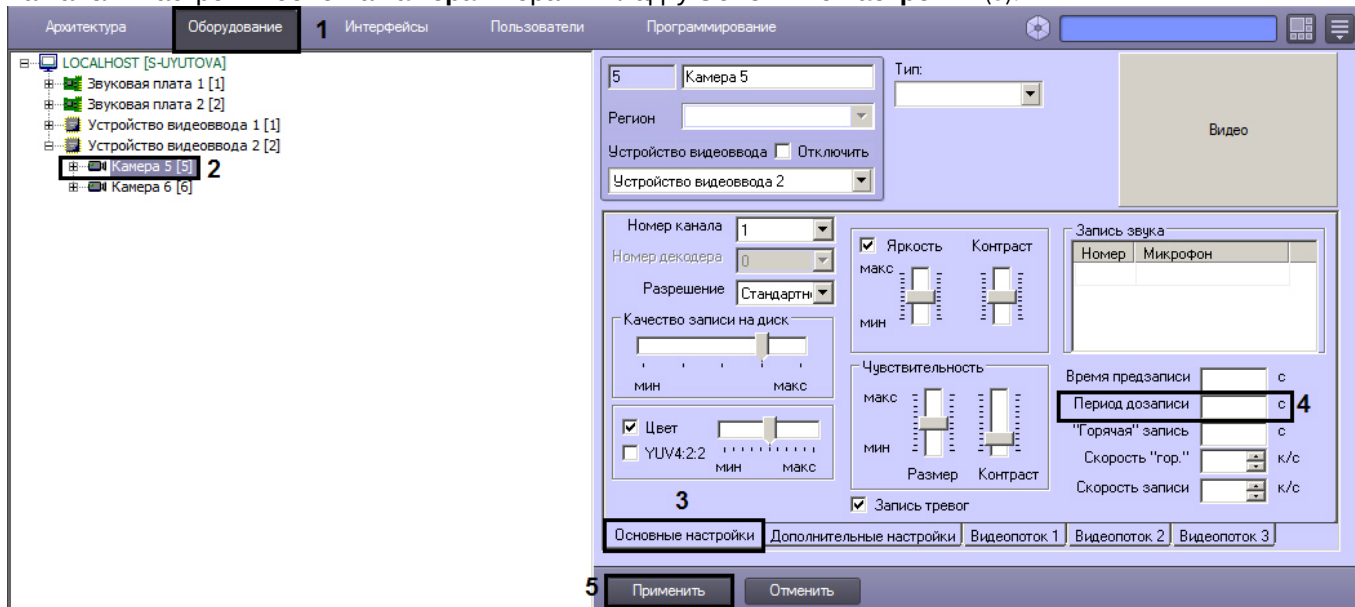 Архитектура Оборудование 1 Интерфейсы Пользователи Программирование
LOCALHOST [S-UYUTOVA]
Звуковая плата 1 [1]
Звуковая плата 2 [2]
Устройство видеоввода 1 [1]
Устройство видеоввода 2 [2]
Камера 5 [5] 2
Камера 6 [6]
5 Камера 5
Тип:
Регион
Устройство видеоввода Отключить
Устройство видеоввода 2
Видео
Номер канала 1
Номер декодера 0
Разрешение Стандартн
Качество записи на диск
мин макс
Цвет
YUV4:2:2
мин макс
Яркость Контраст
макс
мин
Чувствительность
макс
мин
Размер Контраст
Запись тревог
Запись звука
Номер Микрофон
Время предзаписи с
Период дозаписи с 4
"Горячая" запись с
Скорость "гор." к/с
Скорость записи к/с
3
Основные настройки Дополнительные настройки Видеопоток 1 Видеопоток 2 Видеопоток 3
5 Применить Отменить